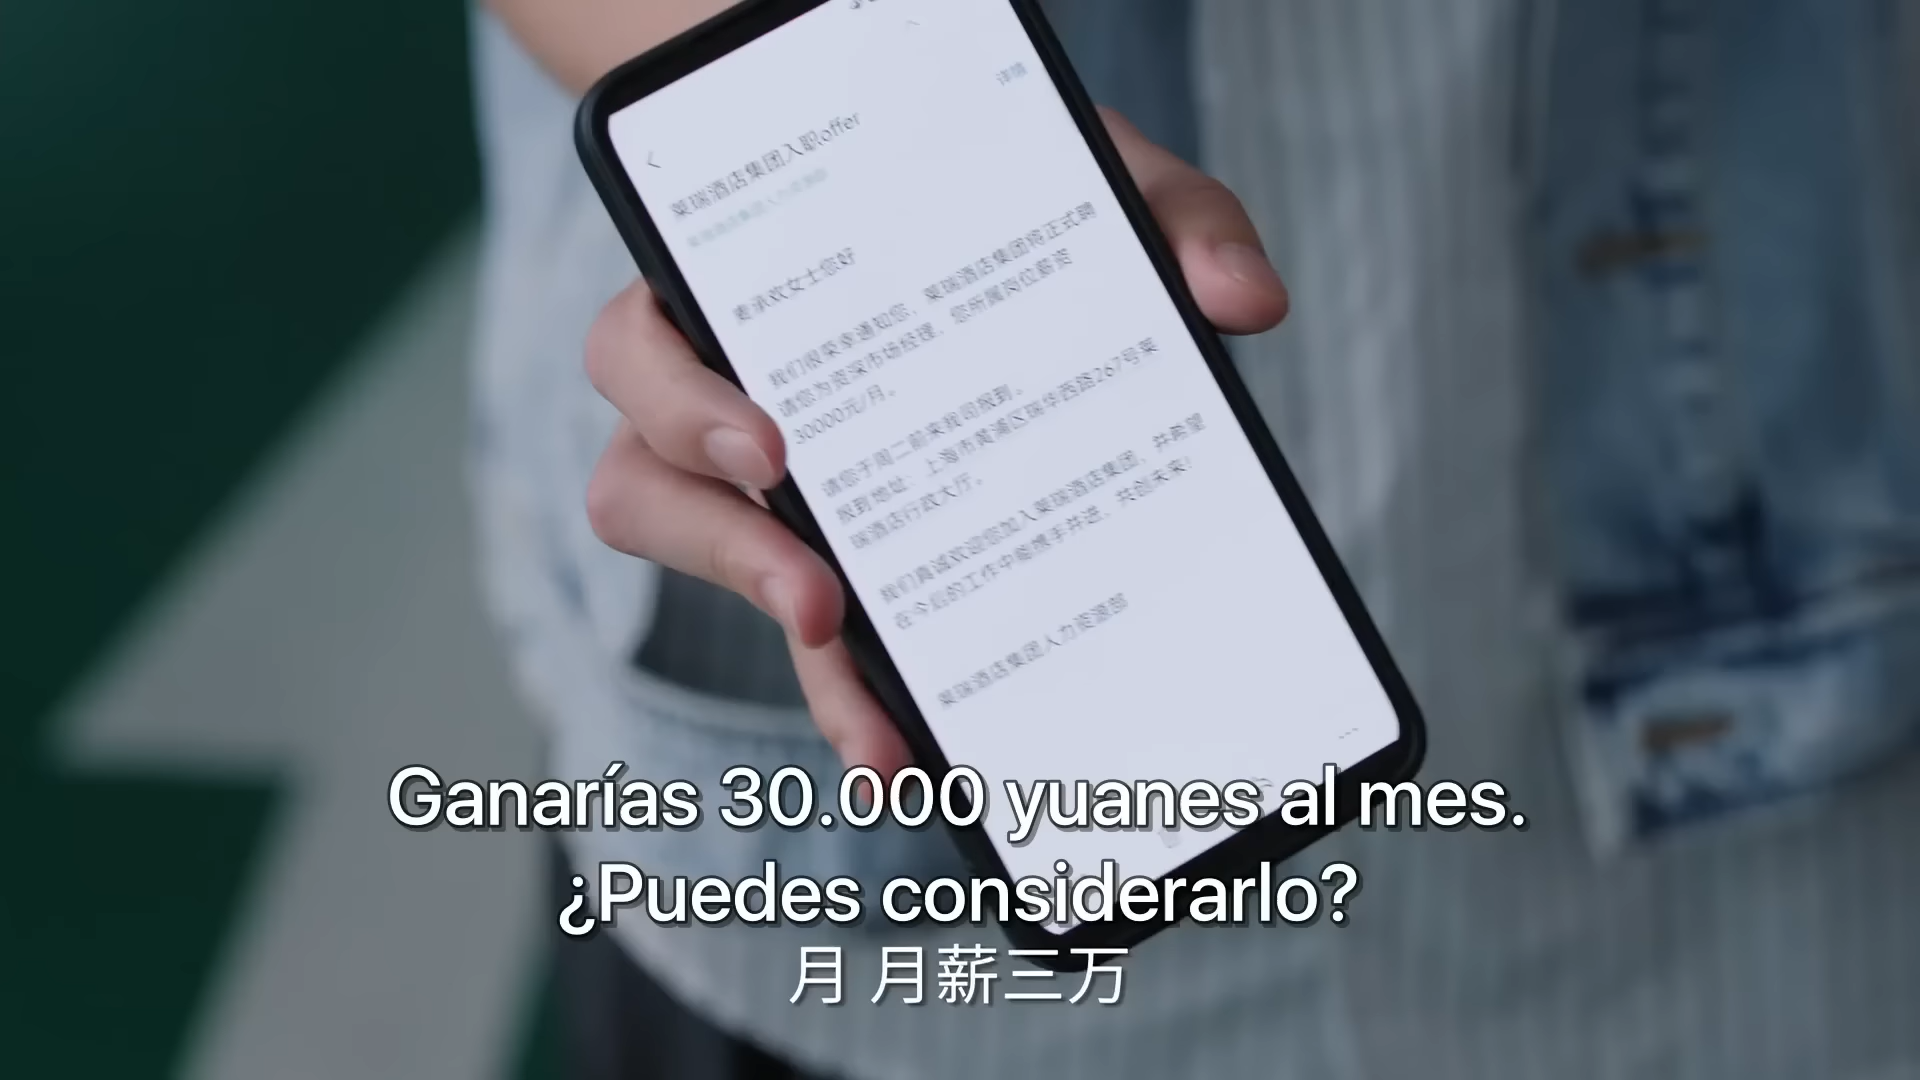 详情
莱瑞酒店集团入职offer
麦承欢女士您好
我们很荣幸通知您，莱瑞酒店集团将正式聘
请您为资深市场经理，您所属岗位薪资
30000元/月。
请您于周二前来我司报到。
报到地址：上海市黄浦区瑞华西路267号莱
瑞酒店行政大厅。
我们真诚欢迎您加入莱瑞酒店集团，并希望
在今后的工作中能携手并进，共创未来！
莱瑞酒店集团人力资源部
Ganarías 30.000 yuanes al mes.
¿Puedes considerarlo?
月 月薪三万